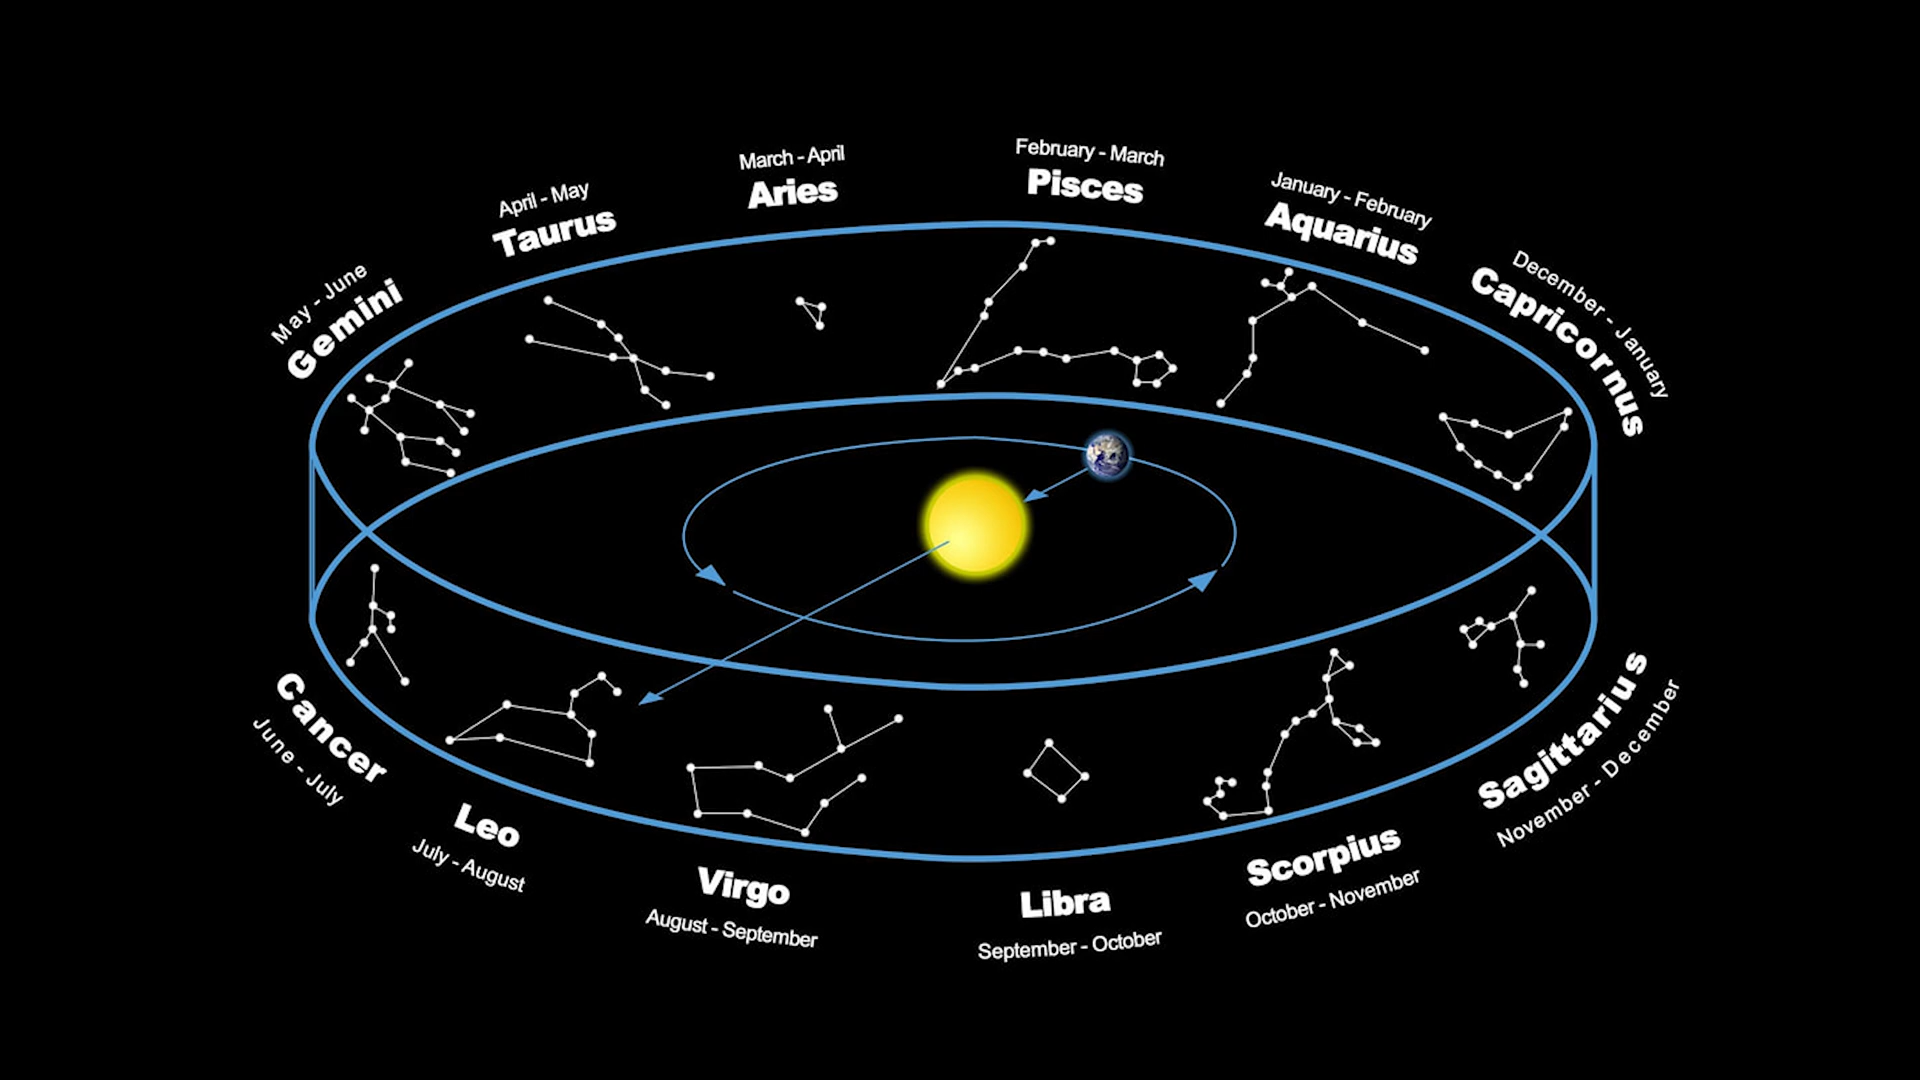 March - April
Aries
February - March
Pisces
January - February
Aquarius
December - January
Capricornus
April - May
Taurus
May - June
Gemini
Cancer
June - July
Leo
July - August
Virgo
August - September
Libra
September - October
Scorpius
October - November
Sagittarius
November - December